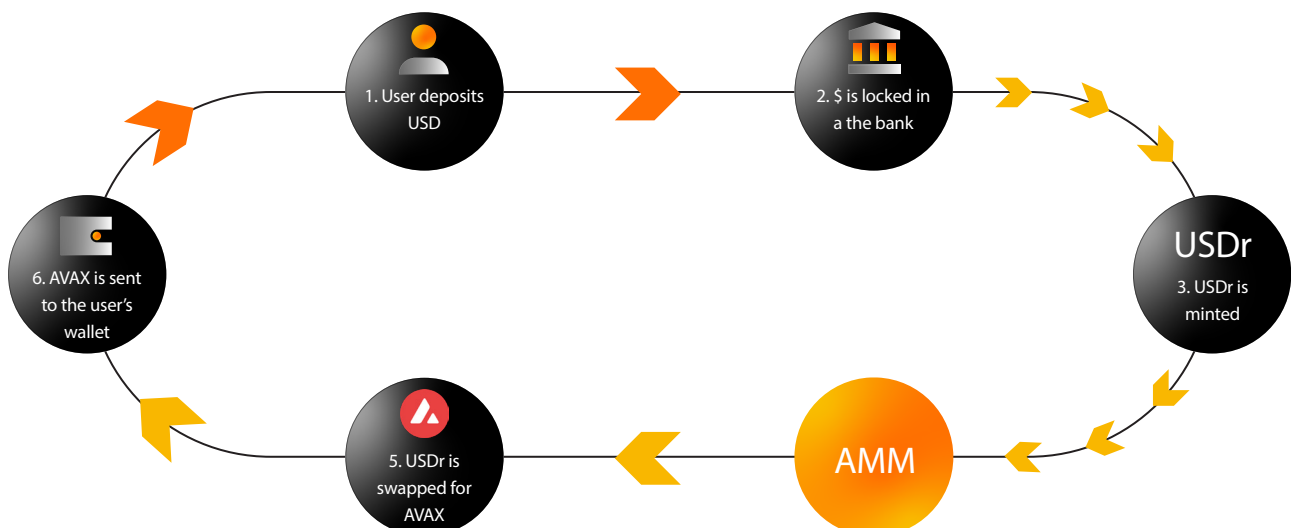 1. User deposits
USD
2. $ is locked in
a the bank
USDr
3. USDr is
minted
AMM
5. USDr is
swapped for
AVAX
6. AVAX is sent
to the user’s
wallet